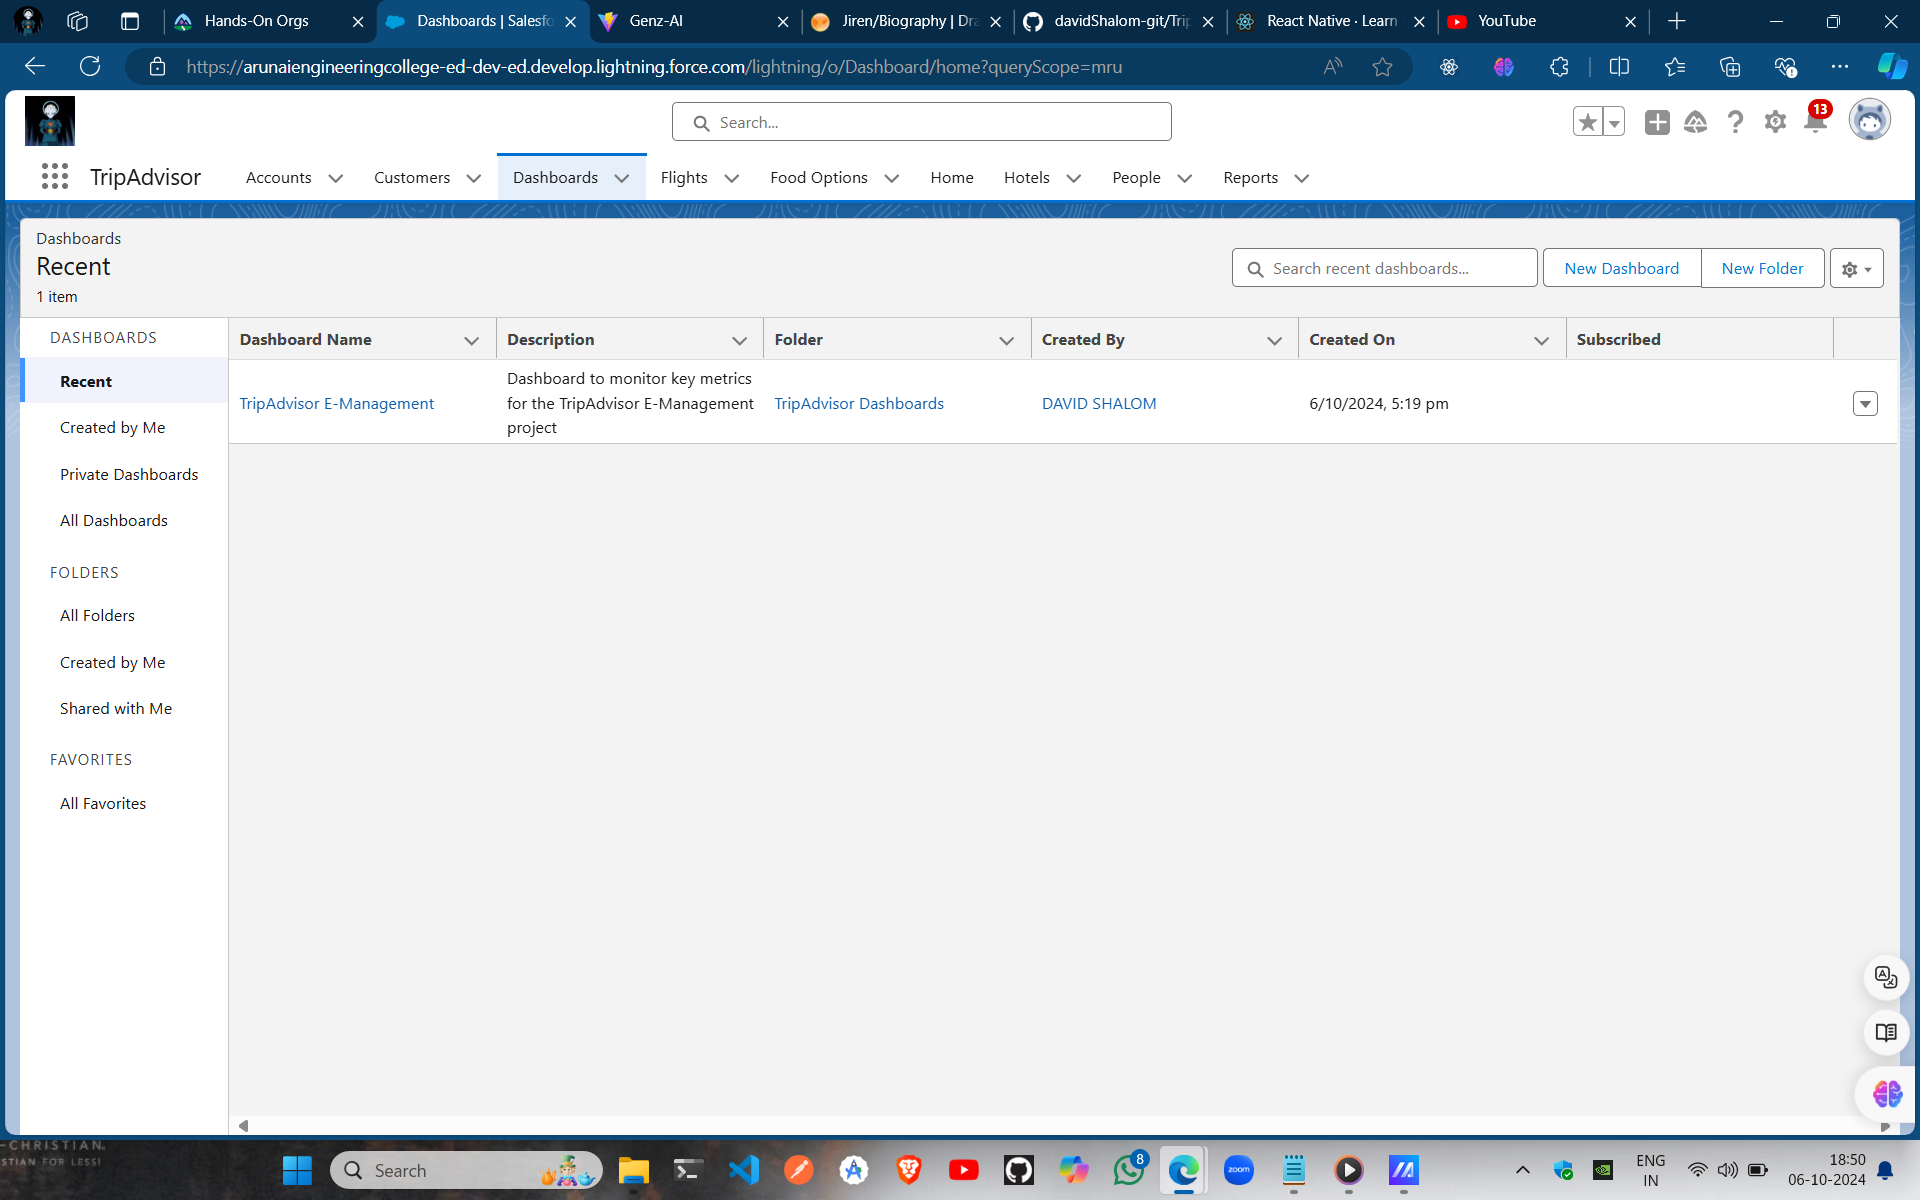 Hands-On Orgs
Dashboards | Salesfo
Genz-AI
Jiren/Biography | Dra
davidShalom-git/Trip
React Native · Learn
YouTube
https://arunaiengineeringcollege-ed-dev-ed.develop.lightning.force.com/lightning/o/Dashboard/home?queryScope=mru
Search...
13
TripAdvisor
Accounts
Customers
Dashboards
Flights
Food Options
Home
Hotels
People
Reports
Dashboards
Recent
1 item
Search recent dashboards...
New Dashboard
New Folder
DASHBOARDS
Recent
Created by Me
Private Dashboards
All Dashboards
FOLDERS
All Folders
Created by Me
Shared with Me
FAVORITES
All Favorites
Dashboard Name
Description
Folder
Created By
Created On
Subscribed
TripAdvisor E-Management
Dashboard to monitor key metrics
for the TripAdvisor E-Management
project
TripAdvisor Dashboards
DAVID SHALOM
6/10/2024, 5:19 pm
-CHRISTIAN
STIAN FOR LESS!
Search
8
zoom
ENG
IN
18:50
06-10-2024